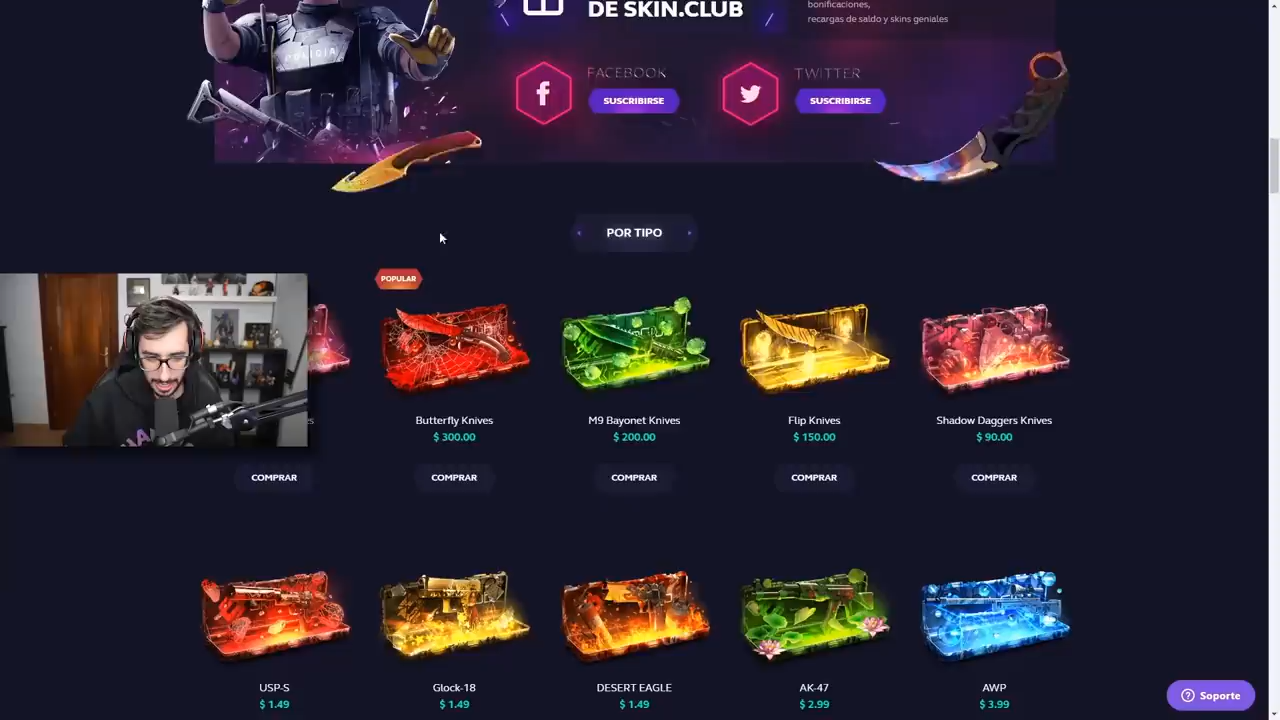 DE SKIN.CLUB
bonificaciones,
recargas de saldo y skins geniales
POLICIA
FACEBOOK
SUSCRIBIRSE
TWITTER
SUSCRIBIRSE
POR TIPO
POPULAR
Butterfly Knives
$ 300.00
COMPRAR
M9 Bayonet Knives
$ 200.00
COMPRAR
Flip Knives
$ 150.00
COMPRAR
Shadow Daggers Knives
$ 90.00
COMPRAR
COMPRAR
USP-S
$ 1.49
Glock-18
$ 1.49
DESERT EAGLE
$ 1.49
AK-47
$ 2.99
AWP
$ 3.99
Soporte